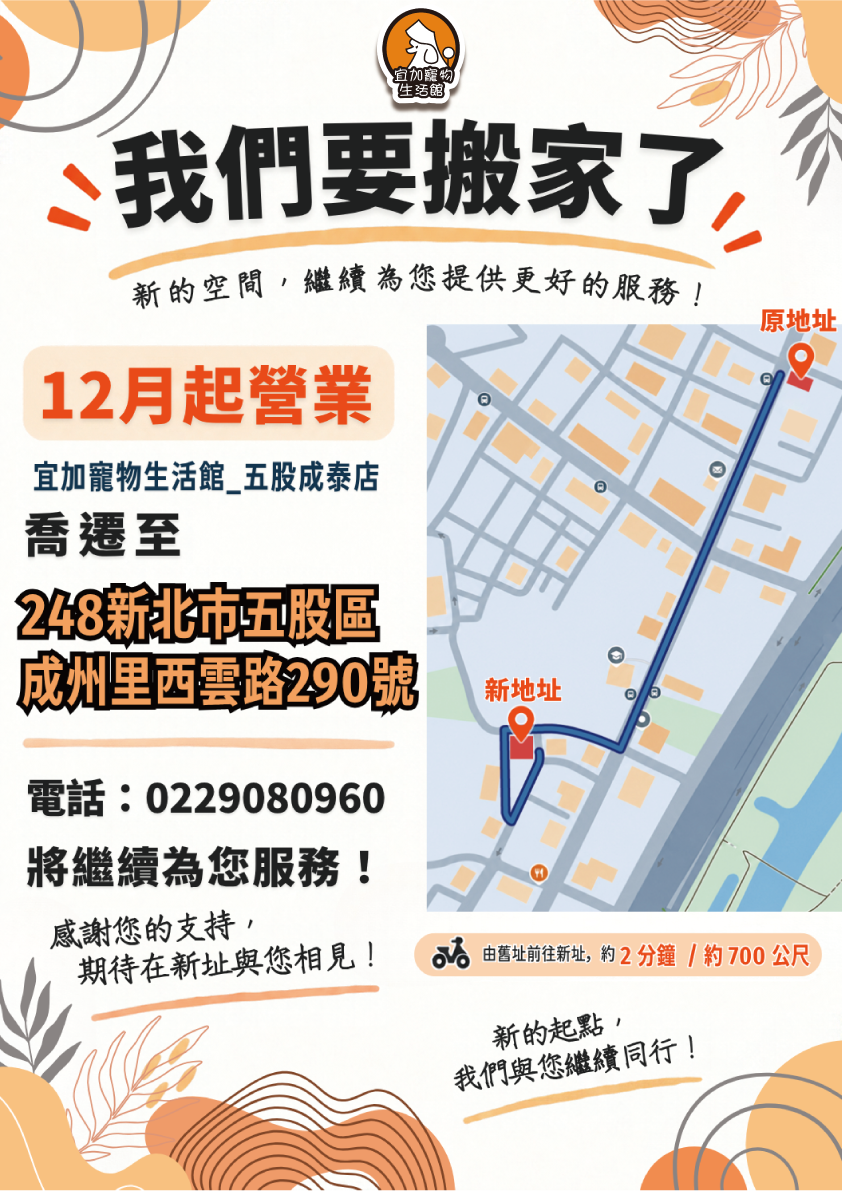 宜加寵物
生活館
我們要搬家了
新的空間，繼續為您提供更好的服務！
12月起營業
宜加寵物生活館_五股成泰店
喬遷至
248新北市五股區
成州里西雲路290號
電話：0229080960
將繼續為您服務！
感謝您的支持，
期待在新址與您相見！
原地址
新地址
由舊址前往新址，約 2 分鐘 / 約 700 公尺
新的起點，
我們與您繼續同行！